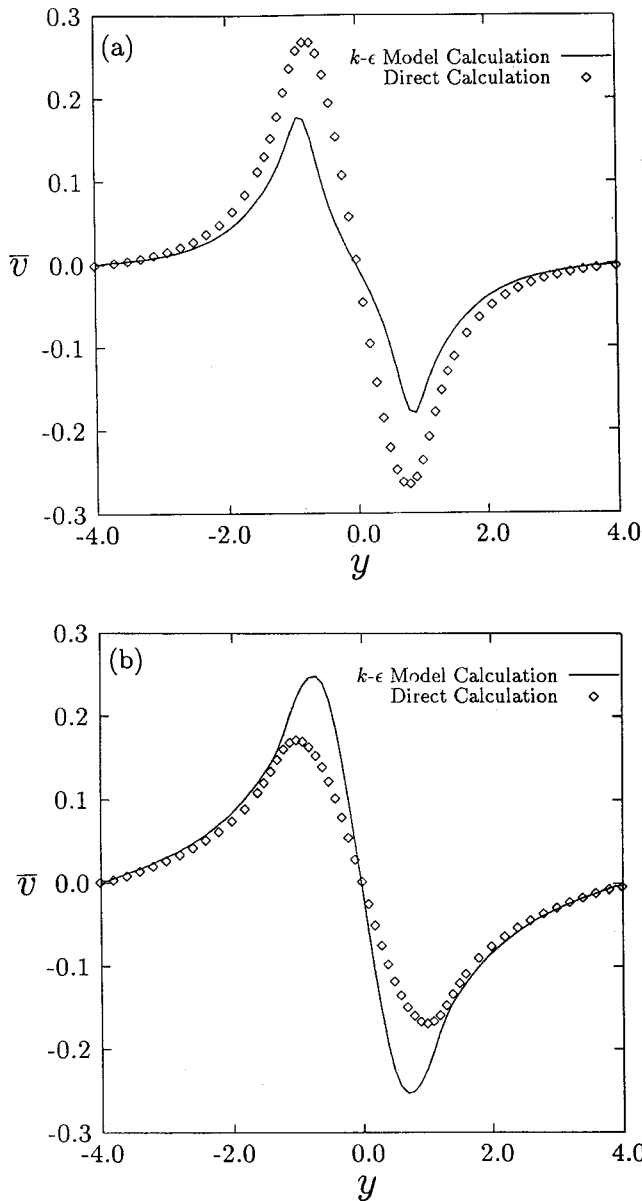 (a)
k-ϵ Model Calculation
Direct Calculation
0.3
0.2
0.1
0.0
-0.1
-0.2
-0.3
v̅
-4.0 -2.0 0.0 2.0 4.0
y
(b)
k-ϵ Model Calculation
Direct Calculation
0.3
0.2
0.1
0.0
-0.1
-0.2
-0.3
v̅
-4.0 -2.0 0.0 2.0 4.0
y